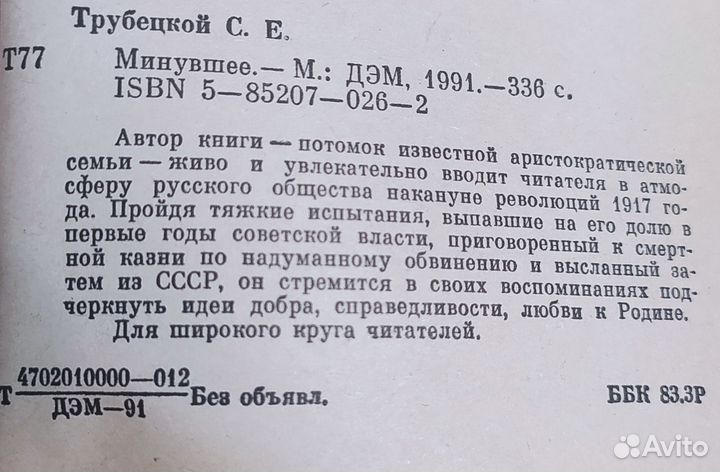 Трубецкой С. Е.
Т77 Минувшее.— М.: ДЭМ, 1991.—336 с.
ISBN 5—85207—026—2
Автор книги — потомок известной аристократической
семьи — живо и увлекательно вводит читателя в атмо-
сферу русского общества накануне революций 1917 го-
да. Пройдя тяжкие испытания, выпавшие на его долю в
первые годы советской власти, приговоренный к смерт-
ной казни по надуманному обвинению и высланный за-
тем из СССР, он стремится в своих воспоминаниях под-
черкнуть идеи добра, справедливости, любви к Родине.
Для широкого круга читателей.
Т 4702010000—012 Без объявл. ББК 83.3Р
ДЭМ—91
Avito